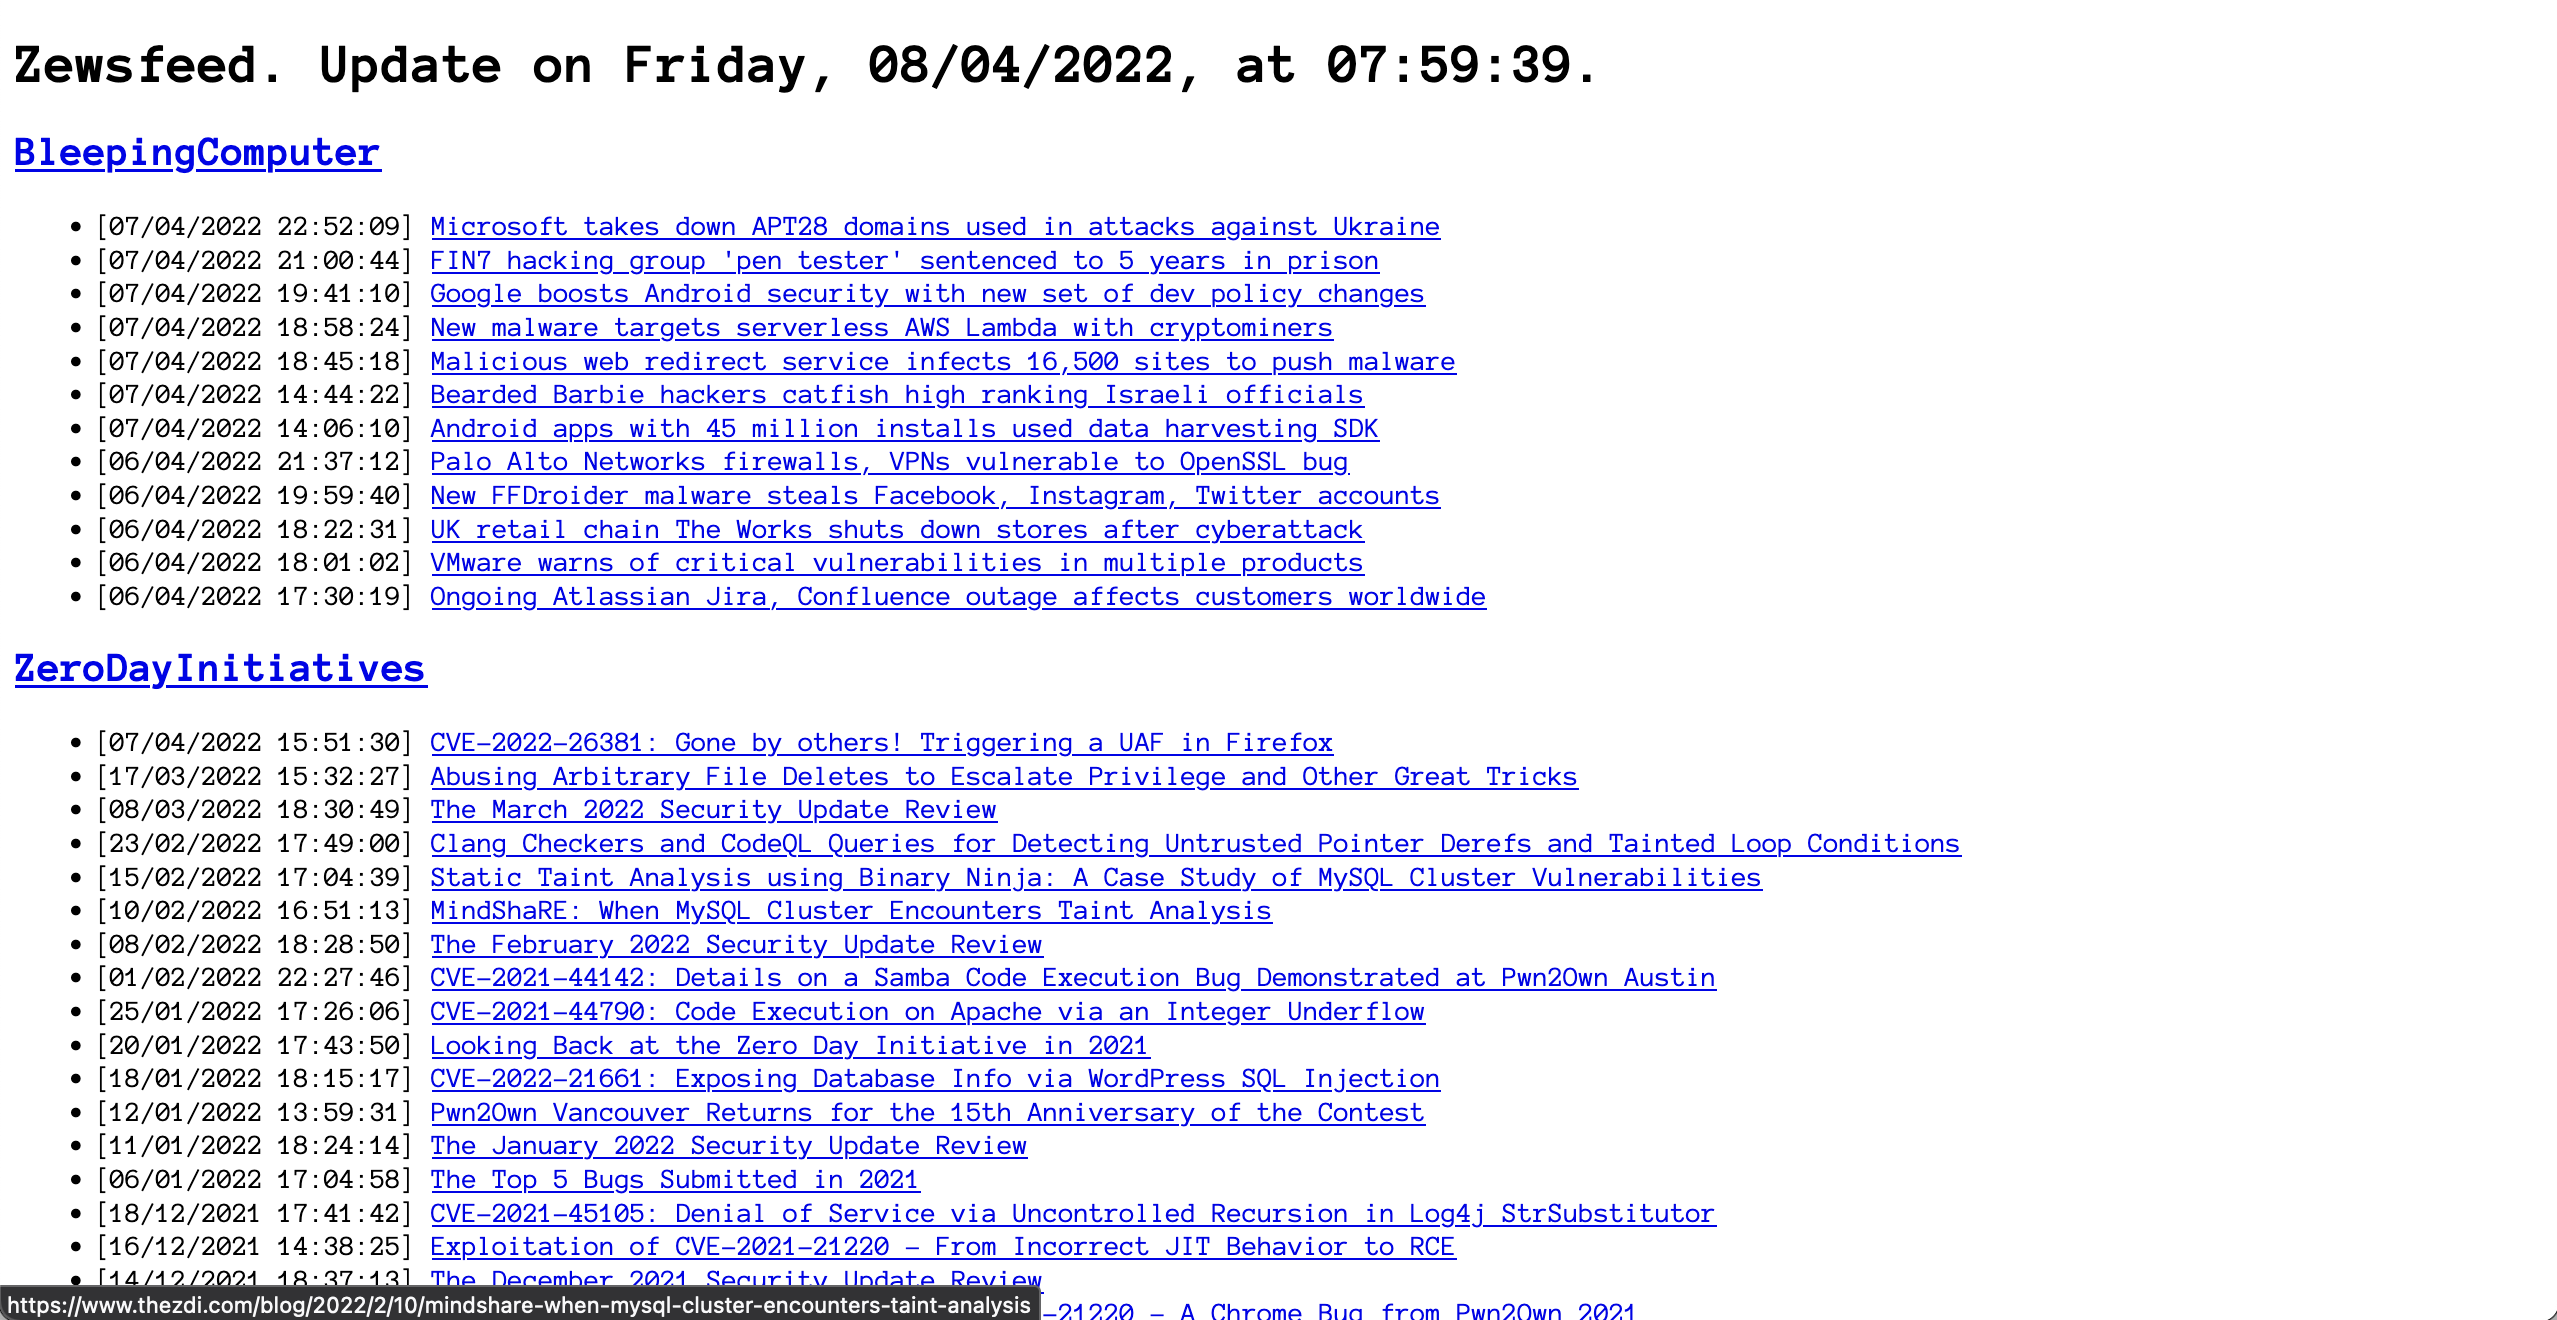 Zewsfeed. Update on Friday, 08/04/2022, at 07:59:39.
BleepingComputer
• [07/04/2022 22:52:09] Microsoft takes down APT28 domains used in attacks against Ukraine
• [07/04/2022 21:00:44] FIN7 hacking group 'pen tester' sentenced to 5 years in prison
• [07/04/2022 19:41:10] Google boosts Android security with new set of dev policy changes
• [07/04/2022 18:58:24] New malware targets serverless AWS Lambda with cryptominers
• [07/04/2022 18:45:18] Malicious web redirect service infects 16,500 sites to push malware
• [07/04/2022 14:44:22] Bearded Barbie hackers catfish high ranking Israeli officials
• [07/04/2022 14:06:10] Android apps with 45 million installs used data harvesting SDK
• [06/04/2022 21:37:12] Palo Alto Networks firewalls, VPNs vulnerable to OpenSSL bug
• [06/04/2022 19:59:40] New FFDroider malware steals Facebook, Instagram, Twitter accounts
• [06/04/2022 18:22:31] UK retail chain The Works shuts down stores after cyberattack
• [06/04/2022 18:01:02] VMware warns of critical vulnerabilities in multiple products
• [06/04/2022 17:30:19] Ongoing Atlassian Jira, Confluence outage affects customers worldwide
ZeroDayInitiatives
• [07/04/2022 15:51:30] CVE-2022-26381: Gone by others! Triggering a UAF in Firefox
• [17/03/2022 15:32:27] Abusing Arbitrary File Deletes to Escalate Privilege and Other Great Tricks
• [08/03/2022 18:30:49] The March 2022 Security Update Review
• [23/02/2022 17:49:00] Clang Checkers and CodeQL Queries for Detecting Untrusted Pointer Derefs and Tainted Loop Conditions
• [15/02/2022 17:04:39] Static Taint Analysis using Binary Ninja: A Case Study of MySQL Cluster Vulnerabilities
• [10/02/2022 16:51:13] MindShaRE: When MySQL Cluster Encounters Taint Analysis
• [08/02/2022 18:28:50] The February 2022 Security Update Review
• [01/02/2022 22:27:46] CVE-2021-44142: Details on a Samba Code Execution Bug Demonstrated at Pwn2Own Austin
• [25/01/2022 17:26:06] CVE-2021-44790: Code Execution on Apache via an Integer Underflow
• [20/01/2022 17:43:50] Looking Back at the Zero Day Initiative in 2021
• [18/01/2022 18:15:17] CVE-2022-21661: Exposing Database Info via WordPress SQL Injection
• [12/01/2022 13:59:31] Pwn2Own Vancouver Returns for the 15th Anniversary of the Contest
• [11/01/2022 18:24:14] The January 2022 Security Update Review
• [06/01/2022 17:04:58] The Top 5 Bugs Submitted in 2021
• [18/12/2021 17:41:42] CVE-2021-45105: Denial of Service via Uncontrolled Recursion in Log4j StrSubstitutor
• [16/12/2021 14:38:25] Exploitation of CVE-2021-21220 – From Incorrect JIT Behavior to RCE
• [14/12/2021 18:37:13] The December 2021 Security Update Review
-21220 – A Chrome Bug from Pwn2Own 2021
https://www.thezdi.com/blog/2022/2/10/mindshare-when-mysql-cluster-encounters-taint-analysis